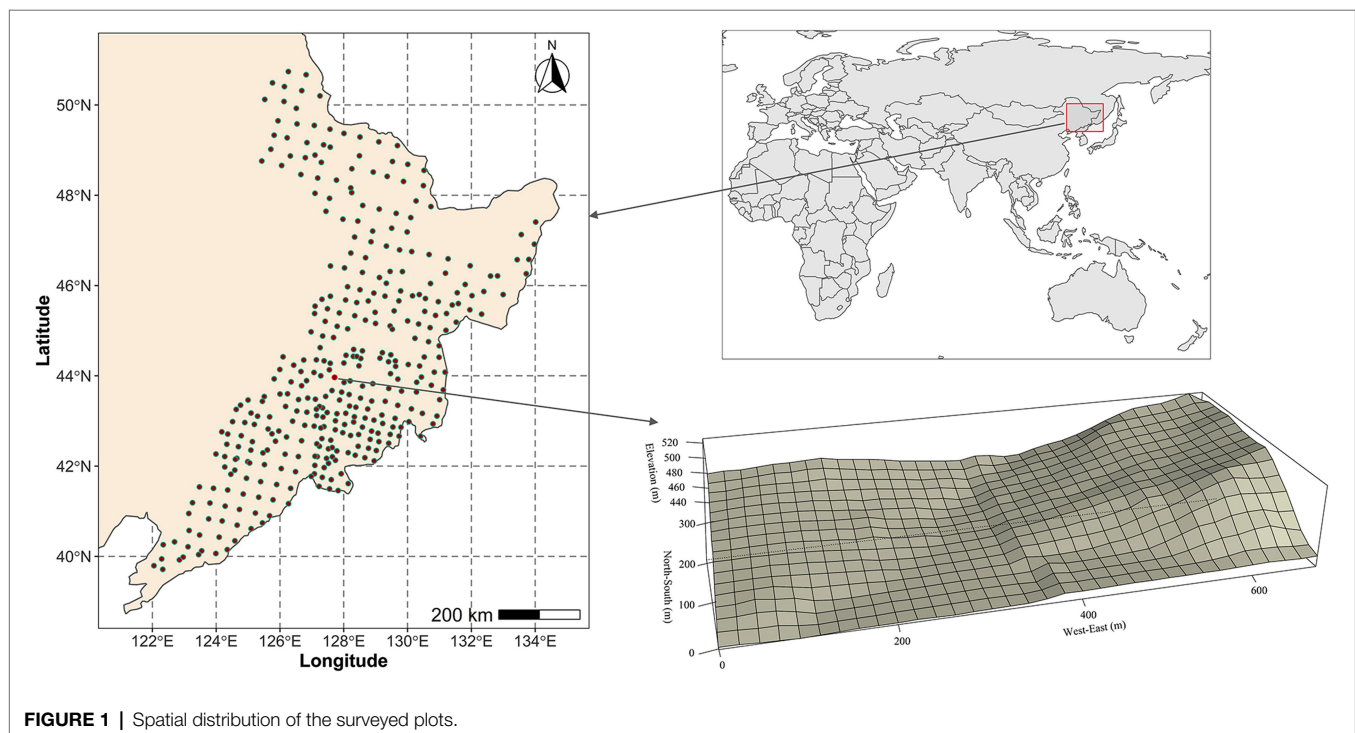 N
50°N
48°N
46°N
44°N
42°N
40°N
Latitude
200 km
122°E 124°E 126°E 128°E 130°E 132°E 134°E
Longitude
520
500
480
460
440
Elevation (m)
300
200
100
0
North-South (m)
0
200
400
600
West-East (m)
FIGURE 1 | Spatial distribution of the surveyed plots.